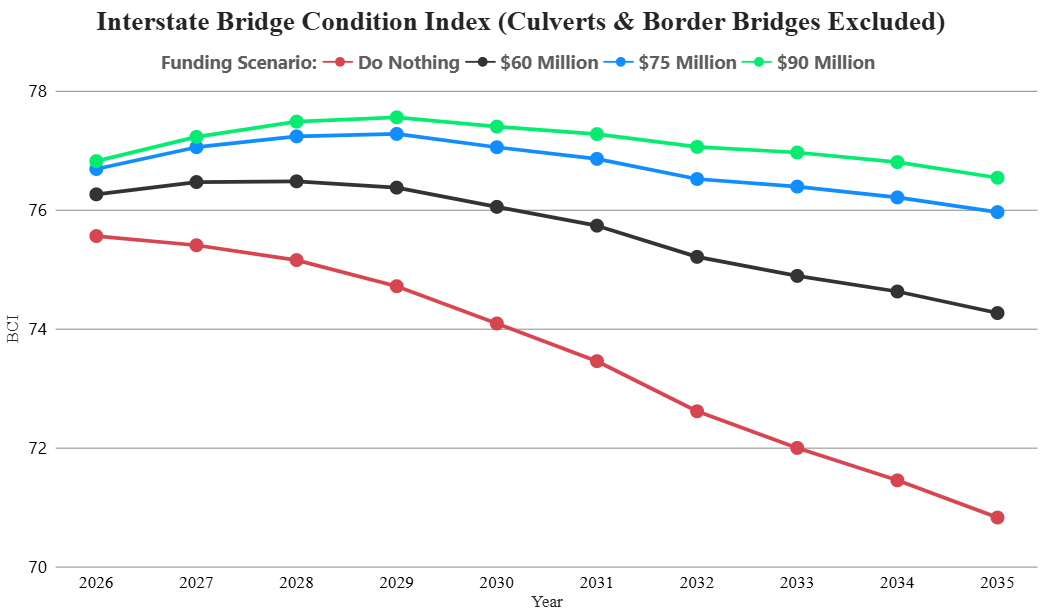 Interstate Bridge Condition Index (Culverts & Border Bridges Excluded)
Funding Scenario: Do Nothing $60 Million $75 Million $90 Million
78
76
74
72
70
BCI
2026 2027 2028 2029 2030 2031 2032 2033 2034 2035
Year